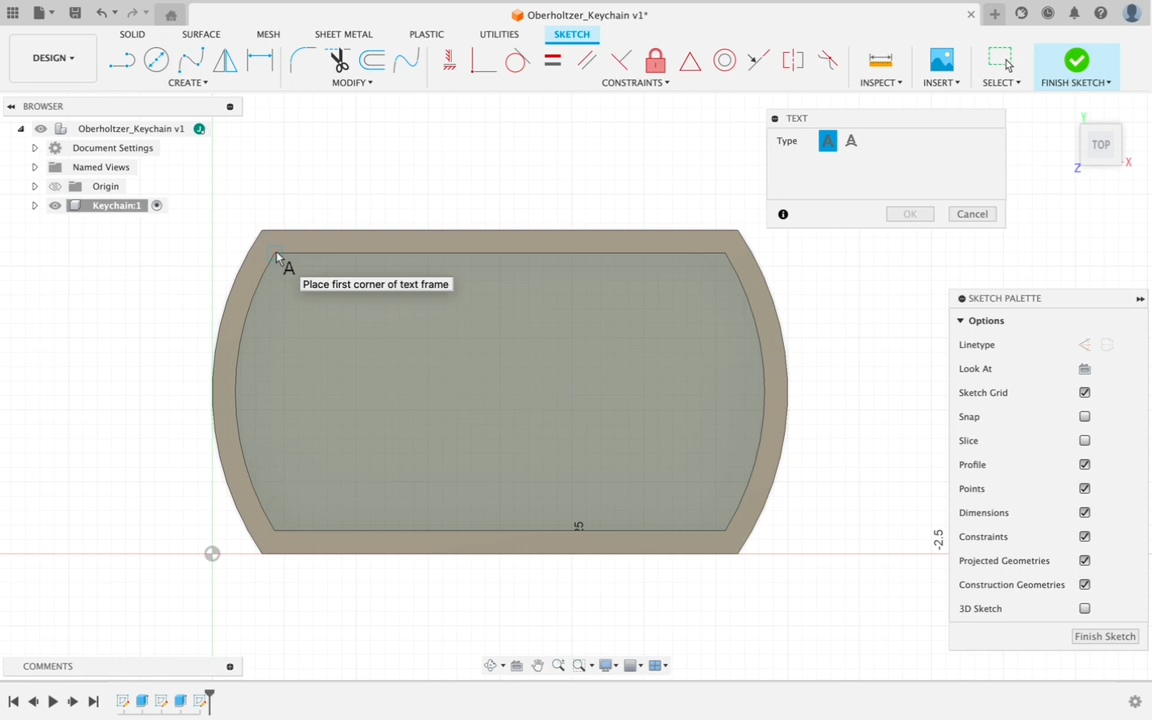 Oberholtzer_Keychain v1*
DESIGN
SOLID
SURFACE
MESH
SHEET METAL
PLASTIC
UTILITIES
SKETCH
CREATE
MODIFY
CONSTRAINTS
INSPECT
INSERT
SELECT
FINISH SKETCH
BROWSER
Oberholtzer_Keychain v1
Document Settings
Named Views
Origin
Keychain:1
TEXT
Type
A
A
OK
Cancel
Y
TOP
X
Z
A
Place first corner of text frame
SKETCH PALETTE
Options
Linetype
Look At
Sketch Grid
Snap
Slice
Profile
Points
Dimensions
Constraints
Projected Geometries
Construction Geometries
3D Sketch
Finish Sketch
-2.5
COMMENTS